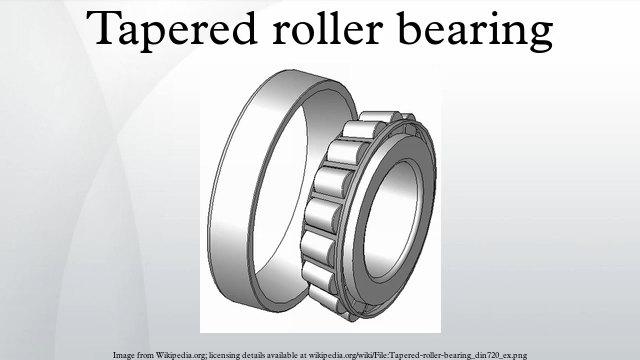 Tapered roller bearing
Image from Wikipedia.org; licensing details available at wikipedia.org/wiki/File:Tapered-roller-bearing_din720_ex.png